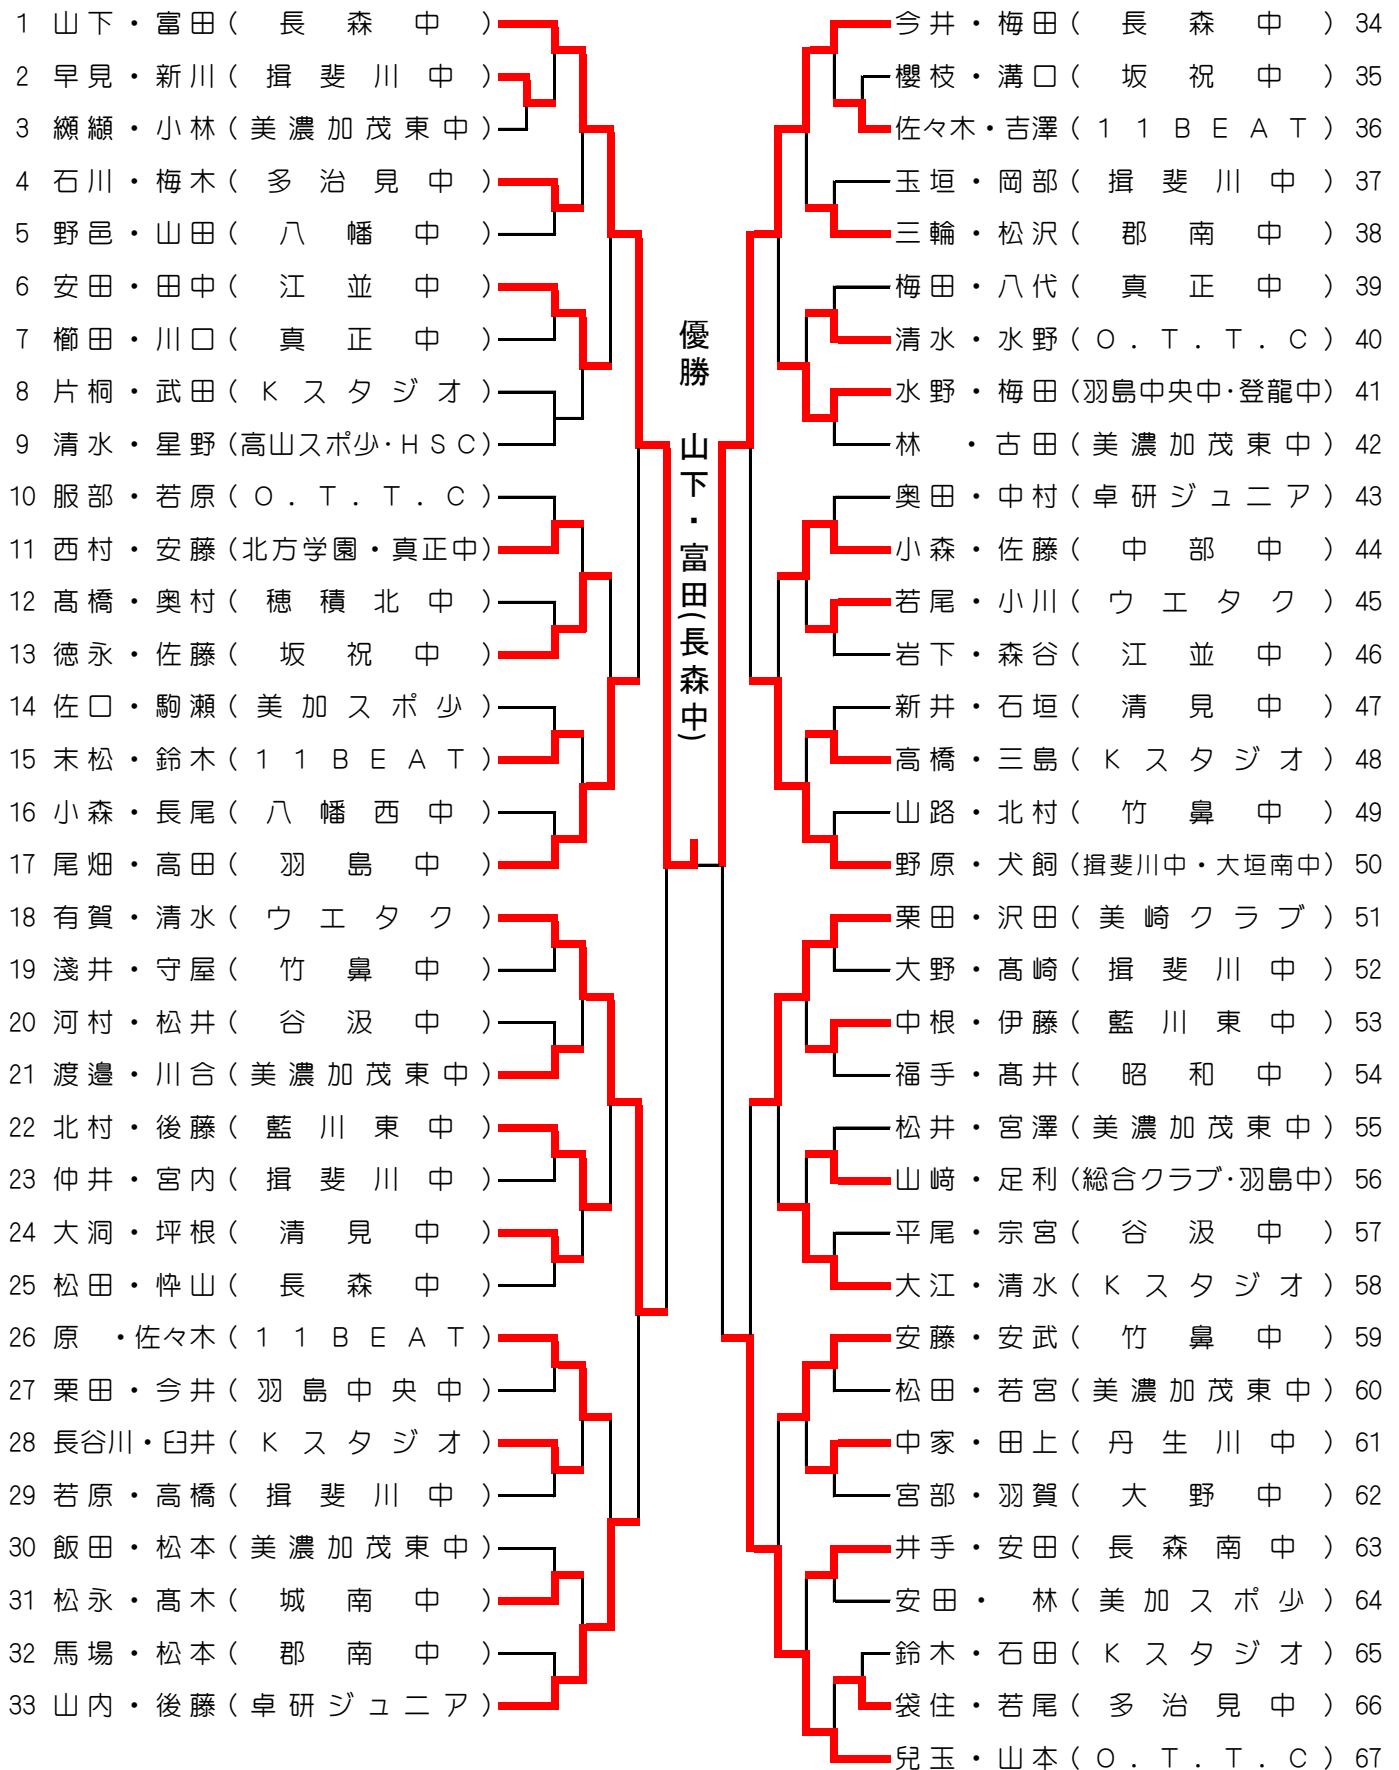 1 山下・富田(長森中)
2 早見・新川(揖斐川中)
3 纐纈・小林(美濃加茂東中)
4 石川・梅木(多治見中)
5 野邑・山田(八幡中)
6 安田・田中(江並中)
7 櫛田・川口(真正中)
8 片桐・武田(Kスタジオ)
9 清水・星野(高山スポ少・HSC)
10 服部・若原(O.T.T.C)
11 西村・安藤(北方学園・真正中)
12 髙橋・奥村(穂積北中)
13 徳永・佐藤(坂祝中)
14 佐口・駒瀬(美加スポ少)
15 末松・鈴木(11BEAT)
16 小森・長尾(八幡西中)
17 尾畑・高田(羽島中)
18 有賀・清水(ウエタク)
19 淺井・守屋(竹鼻中)
20 河村・松井(谷汲中)
21 渡邉・川合(美濃加茂東中)
22 北村・後藤(藍川東中)
23 仲井・宮内(揖斐川中)
24 大洞・坪根(清見中)
25 松田・忰山(長森中)
26 原・佐々木(11BEAT)
27 栗田・今井(羽島中央中)
28 長谷川・臼井(Kスタジオ)
29 若原・高橋(揖斐川中)
30 飯田・松本(美濃加茂東中)
31 松永・髙木(城南中)
32 馬場・松本(郡南中)
33 山内・後藤(卓研ジュニア)
優勝 山下・富田(長森中)
今井・梅田(長森中) 34
櫻枝・溝口(坂祝中) 35
佐々木・吉澤(11BEAT) 36
玉垣・岡部(揖斐川中) 37
三輪・松沢(郡南中) 38
梅田・八代(真正中) 39
清水・水野(O.T.T.C) 40
水野・梅田(羽島中央中・登龍中) 41
林・古田(美濃加茂東中) 42
奥田・中村(卓研ジュニア) 43
小森・佐藤(中部中) 44
若尾・小川(ウエタク) 45
岩下・森谷(江並中) 46
新井・石垣(清見中) 47
高橋・三島(Kスタジオ) 48
山路・北村(竹鼻中) 49
野原・犬飼(揖斐川中・大垣南中) 50
栗田・沢田(美崎クラブ) 51
大野・髙崎(揖斐川中) 52
中根・伊藤(藍川東中) 53
福手・髙井(昭和中) 54
松井・宮澤(美濃加茂東中) 55
山﨑・足利(総合クラブ・羽島中) 56
平尾・宗宮(谷汲中) 57
大江・清水(Kスタジオ) 58
安藤・安武(竹鼻中) 59
松田・若宮(美濃加茂東中) 60
中家・田上(丹生川中) 61
宮部・羽賀(大野中) 62
井手・安田(長森南中) 63
安田・林(美加スポ少) 64
鈴木・石田(Kスタジオ) 65
袋住・若尾(多治見中) 66
兒玉・山本(O.T.T.C) 67